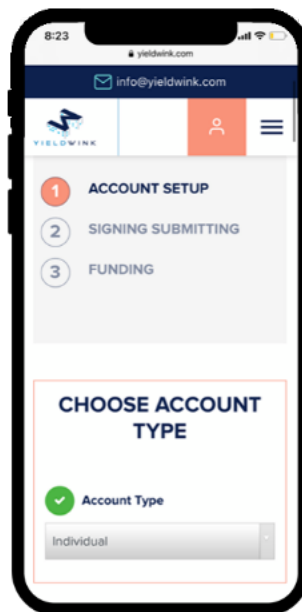 8:23
yieldwink.com
info@yieldwink.com
YIELDWINK
1 ACCOUNT SETUP
2 SIGNING SUBMITTING
3 FUNDING
CHOOSE ACCOUNT
TYPE
Account Type
Individual